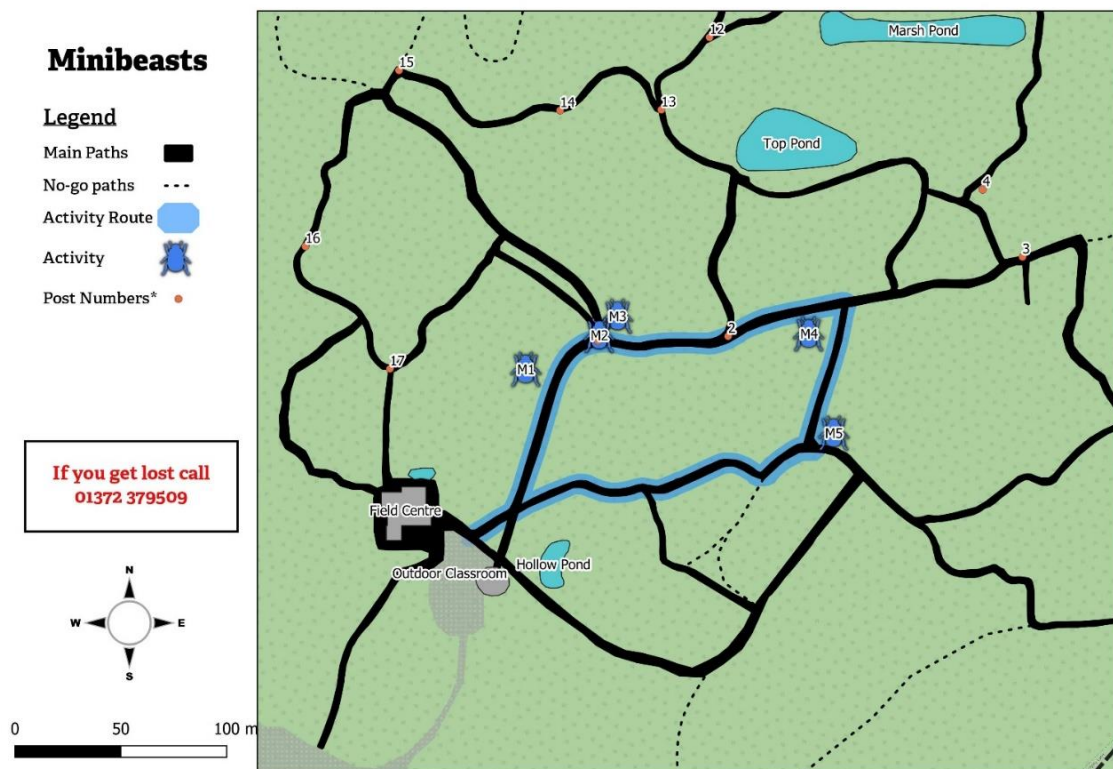 Minibeasts
Legend
Main Paths
No-go paths
Activity Route
Activity
Post Numbers*
If you get lost call
01372 379509
N
W E
S
0 50 100 m
12
Marsh Pond
15
14
13
Top Pond
4
16
3
M3
M2
2
M4
M1
17
M5
Field Centre
Outdoor Classroom
Hollow Pond